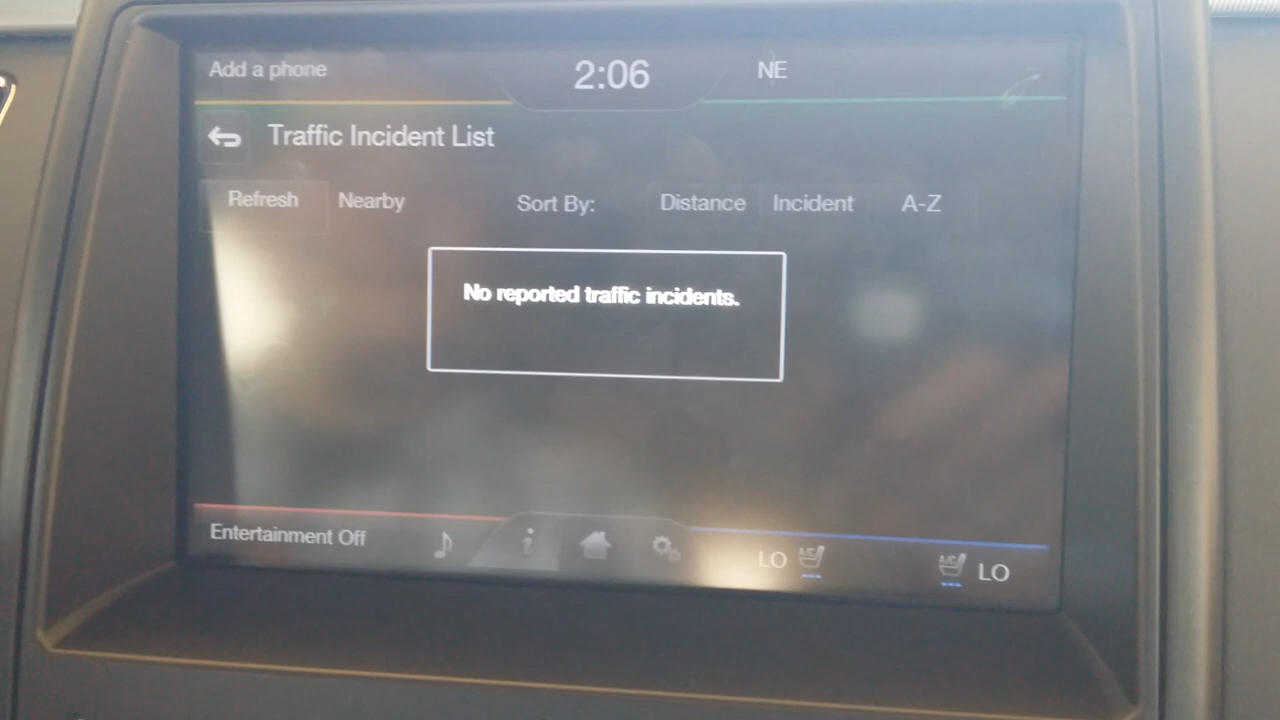 Add a phone 2:06 NE
Traffic Incident List
Refresh Nearby Sort By: Distance Incident A-Z
No reported traffic incidents.
Entertainment Off LO A/C A/C LO